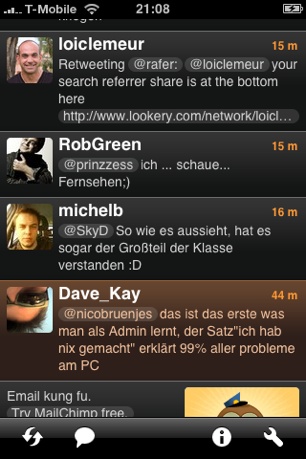 T-Mobile 21:08
kriegen
loiclemeur 15 m
Retweeting @rafer: @loiclemeur your
search referrer share is at the bottom
here
http://www.lookery.com/network/loicl...
RobGreen 15 m
@prinzzess ich ... schaue...
Fernsehen;)
michelb 16 m
@SkyD So wie es aussieht, hat es
sogar der Großteil der Klasse
verstanden :D
Dave_Kay 44 m
@nicobruenjes das ist das erste was
man als Admin lernt, der Satz"ich hab
nix gemacht" erklärt 99% aller probleme
am PC
Email kung fu.
Try MailChimp free.